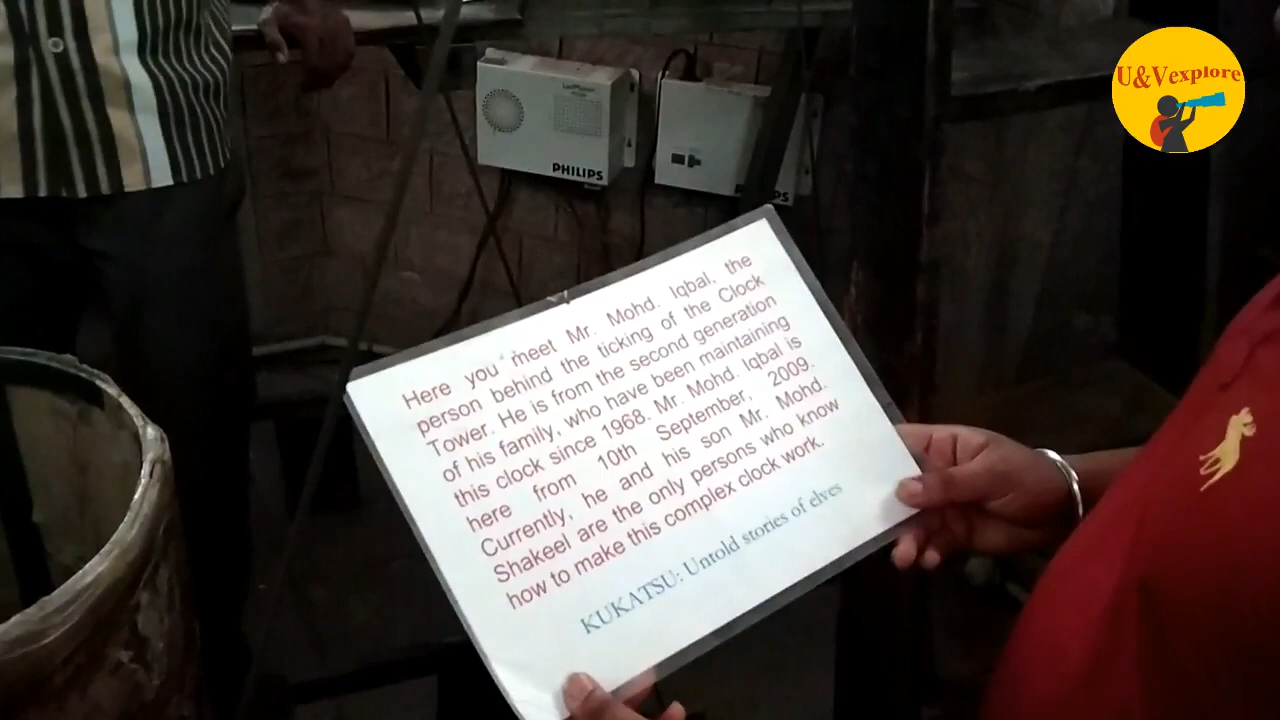 U&Vexplore
PHILIPS
Here you meet Mr. Mohd. Iqbal, the
person behind the ticking of the Clock
Tower. He is from the second generation
of his family, who have been maintaining
this clock since 1968. Mr. Mohd. Iqbal is
here from 10th September, 2009.
Currently, he and his son Mr. Mohd.
Shakeel are the only persons who know
how to make this complex clock work.
KUKATSU: Untold stories of elves